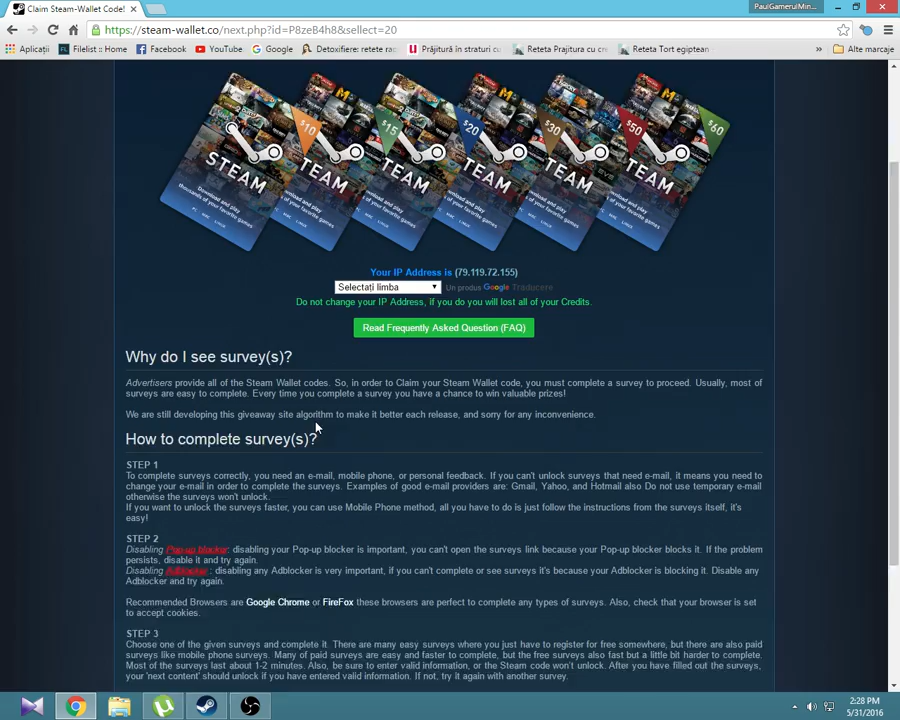 Claim Steam-Wallet Code!
PaulGameruiMin...
https://steam-wallet.co/next.php?id=P8zeB4h8&sellect=20
Aplicații Filelist :: Home Facebook YouTube Google Detoxifiere: retete rap Prăjitură în straturi cu Reteta Prajitura cu cre Reteta Tort egiptean » Alte marcaje
$10 $15 $20 $30 $50 $60
STEAM TEAM TEAM TEAM TEAM TEAM
Download and play
thousands of your favorite games
PC MAC LINUX
Your IP Address is (79.119.72.155)
Selectați limba Un produs Google Traducere
Do not change your IP Address, if you do you will lost all of your Credits.
Read Frequently Asked Question (FAQ)
Why do I see survey(s)?
Advertisers provide all of the Steam Wallet codes. So, in order to Claim your Steam Wallet code, you must complete a survey to proceed. Usually, most of
surveys are easy to complete. Every time you complete a survey you have a chance to win valuable prizes!
We are still developing this giveaway site algorithm to make it better each release, and sorry for any inconvenience.
How to complete survey(s)?
STEP 1
To complete surveys correctly, you need an e-mail, mobile phone, or personal feedback. If you can't unlock surveys that need e-mail, it means you need to
change your e-mail in order to complete the surveys. Examples of good e-mail providers are: Gmail, Yahoo, and Hotmail also Do not use temporary e-mail
otherwise the surveys won't unlock.
If you want to unlock the surveys faster, you can use Mobile Phone method, all you have to do is just follow the instructions from the surveys itself, it's
easy!
STEP 2
Disabling Pop-up blocker: disabling your Pop-up blocker is important, you can't open the surveys link because your Pop-up blocker blocks it. If the problem
persists, disable it and try again.
Disabling Adblocker : disabling any Adblocker is very important, if you can't complete or see surveys it's because your Adblocker is blocking it. Disable any
Adblocker and try again.
Recommended Browsers are Google Chrome or FireFox these browsers are perfect to complete any types of surveys. Also, check that your browser is set
to accept cookies.
STEP 3
Choose one of the given surveys and complete it. There are many easy surveys where you just have to register for free somewhere, but there are also paid
surveys like mobile phone surveys. Many of paid surveys are easy and faster to complete, but the free surveys also fast but a little bit harder to complete.
Most of the surveys last about 1-2 minutes. Also, be sure to enter valid information, or the Steam code won't unlock. After you have filled out the surveys,
your 'next content' should unlock if you have entered valid information. If not, try it again with another survey.
2:28 PM
5/31/2016